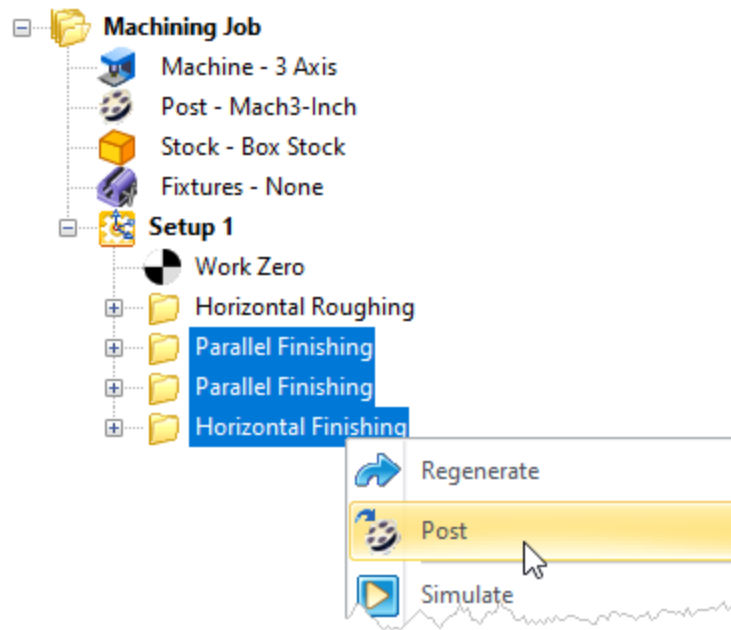 Machining Job
Machine - 3 Axis
Post - Mach3-Inch
Stock - Box Stock
Fixtures - None
Setup 1
Work Zero
Horizontal Roughing
Parallel Finishing
Parallel Finishing
Horizontal Finishing
Regenerate
Post
Simulate